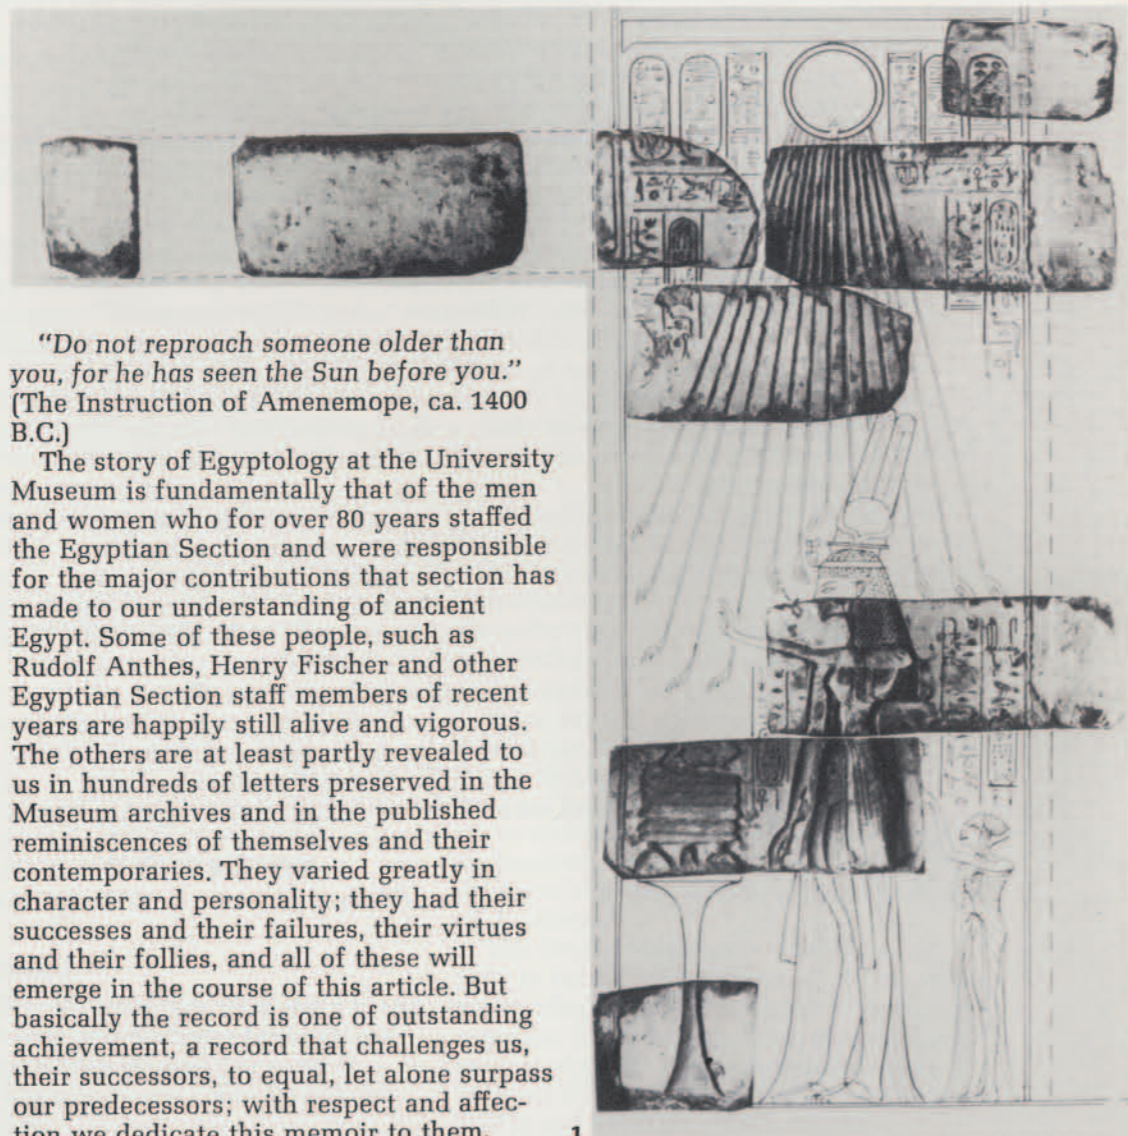 "Do not reproach someone older than
you, for he has seen the Sun before you."
(The Instruction of Amenemope, ca. 1400
B.C.)
The story of Egyptology at the University
Museum is fundamentally that of the men
and women who for over 80 years staffed
the Egyptian Section and were responsible
for the major contributions that section has
made to our understanding of ancient
Egypt. Some of these people, such as
Rudolf Anthes, Henry Fischer and other
Egyptian Section staff members of recent
years are happily still alive and vigorous.
The others are at least partly revealed to
us in hundreds of letters preserved in the
Museum archives and in the published
reminiscences of themselves and their
contemporaries. They varied greatly in
character and personality; they had their
successes and their failures, their virtues
and their follies, and all of these will
emerge in the course of this article. But
basically the record is one of outstanding
achievement, a record that challenges us,
their successors, to equal, let alone surpass
our predecessors; with respect and affec-
tion we dedicate this memoir to them.
1